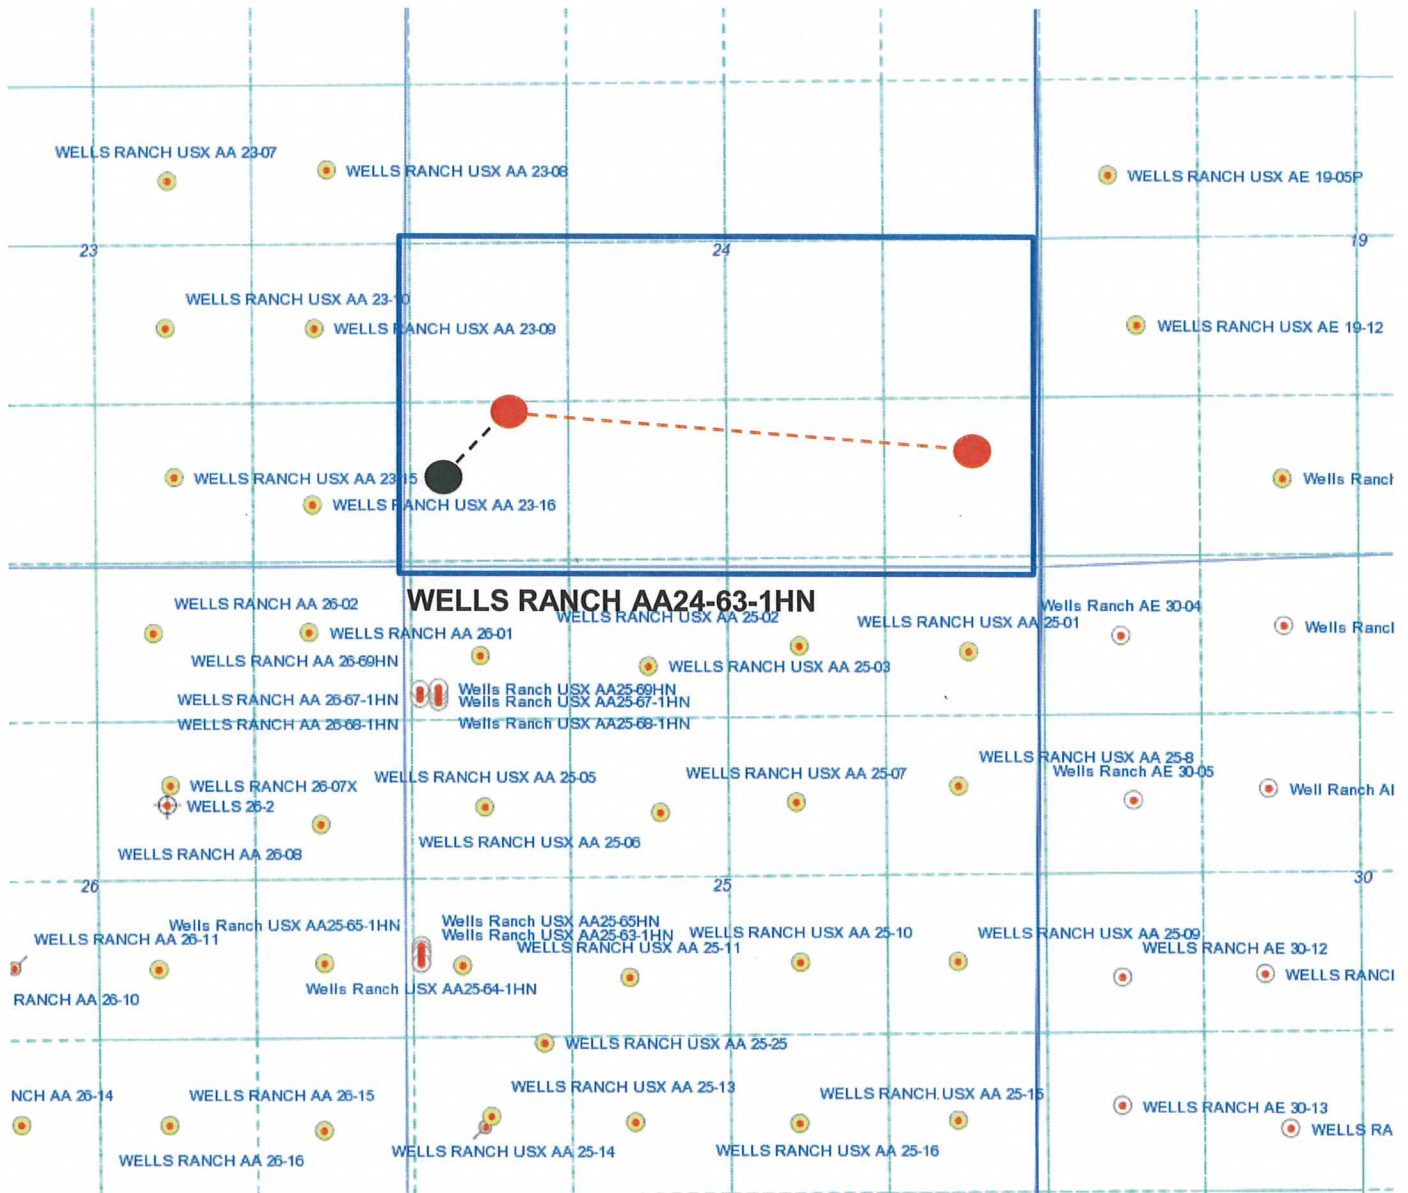 WELLS RANCH USX AA 23-07
WELLS RANCH USX AA 23-08
WELLS RANCH USX AE 19-05P
23
24
19
WELLS RANCH USX AA 23-10
WELLS RANCH USX AA 23-09
WELLS RANCH USX AE 19-12
WELLS RANCH USX AA 23-15
Wells Ranch
WELLS RANCH USX AA 23-16
WELLS RANCH AA24-63-1HN
WELLS RANCH AA 26-02
WELLS RANCH USX AA 25-02
WELLS RANCH USX AA 25-01
Wells Ranch AE 30-04
WELLS RANCH AA 26-01
Wells Rancl
WELLS RANCH AA 26-69HN
WELLS RANCH USX AA 25-03
WELLS RANCH AA 26-67-1HN
Wells Ranch USX AA25-69HN
Wells Ranch USX AA25-67-1HN
WELLS RANCH AA 26-68-1HN
Wells Ranch USX AA25-68-1HN
WELLS RANCH USX AA 25-8
WELLS RANCH 26-07X
WELLS RANCH USX AA 25-05
WELLS RANCH USX AA 25-07
Wells Ranch AE 30-05
Well Ranch AI
WELLS 26-2
WELLS RANCH AA 26-08
WELLS RANCH USX AA 25-06
26
25
30
Wells Ranch USX AA25-65-1HN
Wells Ranch USX AA25-65HN
Wells Ranch USX AA25-63-1HN
WELLS RANCH USX AA 25-10
WELLS RANCH USX AA 25-09
WELLS RANCH AA 26-11
WELLS RANCH USX AA 25-11
WELLS RANCH AE 30-12
WELLS RANCI
RANCH AA 26-10
Wells Ranch USX AA25-64-1HN
WELLS RANCH USX AA 25-25
NCH AA 26-14
WELLS RANCH AA 26-15
WELLS RANCH USX AA 25-13
WELLS RANCH USX AA 25-15
WELLS RANCH AE 30-13
WELLS RA
WELLS RANCH AA 26-16
WELLS RANCH USX AA 25-14
WELLS RANCH USX AA 25-16